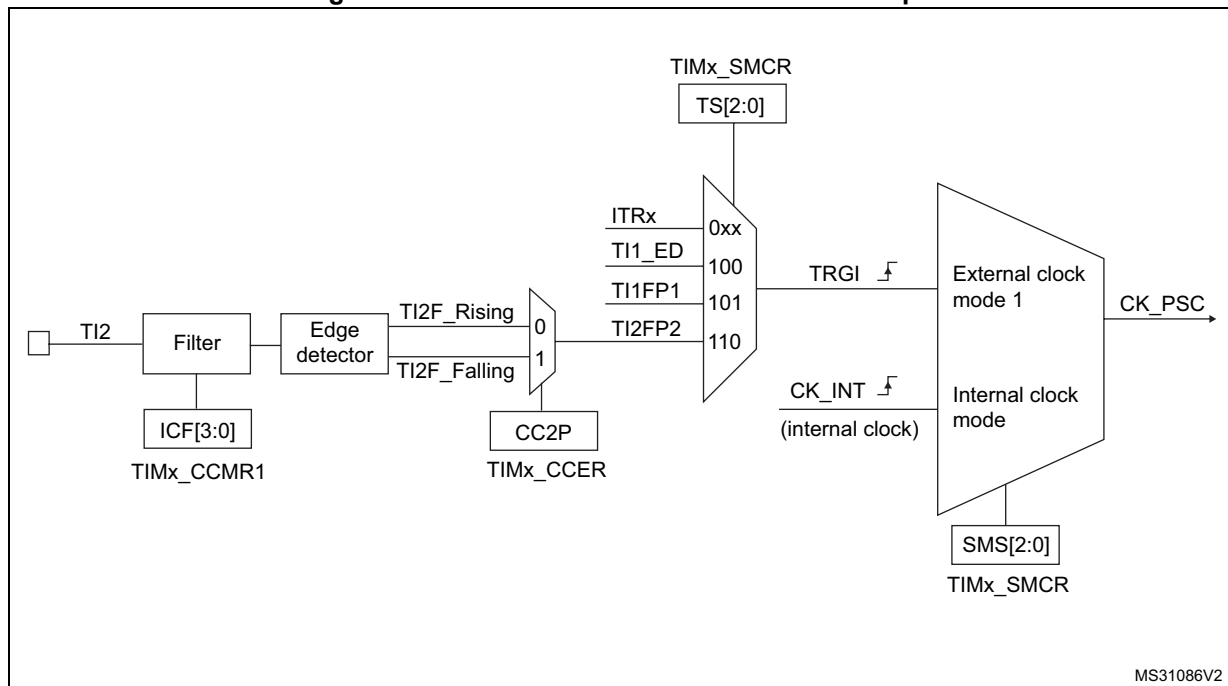 TIMx_SMCR
TS[2:0]
ITRx
0xx
TI1_ED
100
TRGI
External clock
mode 1
TI1FP1
101
CK_PSC
TI2F_Rising
TI2
Filter
Edge
detector
0
1
TI2FP2
110
TI2F_Falling
CK_INT
(internal clock)
Internal clock
mode
ICF[3:0]
TIMx_CCMR1
CC2P
TIMx_CCER
SMS[2:0]
TIMx_SMCR
MS31086V2